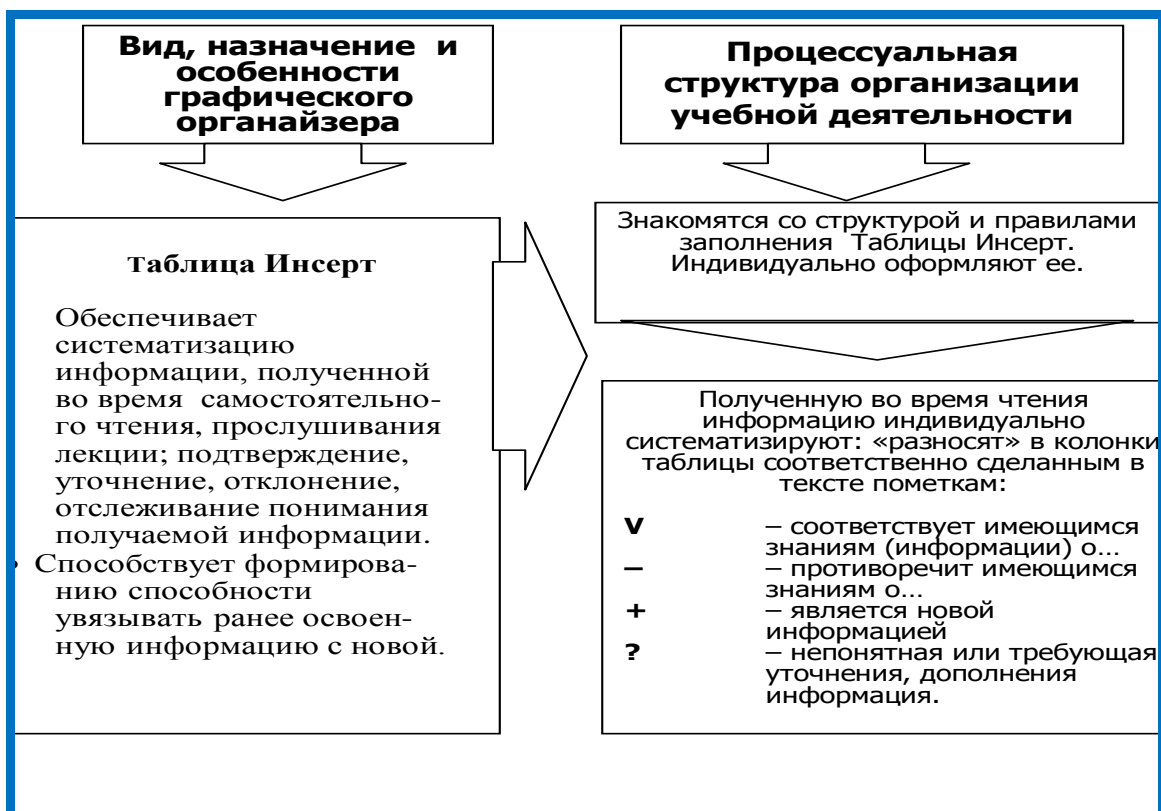 Вид, назначение и
особенности
графического
органайзера
Процессуальная
структура организации
учебной деятельности
Таблица Инсерт
Обеспечивает
систематизацию
информации, полученной
во время самостоятельно-
го чтения, прослушивания
лекции; подтверждение,
уточнение, отклонение,
отслеживание понимания
получаемой информации.
• Способствует формирова-
нию способности
увязывать ранее освоен-
ную информацию с новой.
Знакомятся со структурой и правилами
заполнения Таблицы Инсерт.
Индивидуально оформляют ее.
Полученную во время чтения
информацию индивидуально
систематизируют: «разносят» в колонки
таблицы соответственно сделанным в
тексте пометкам:
V – соответствует имеющимся
знаниям (информации) о...
– – противоречит имеющимся
знаниям о...
+ – является новой
информацией
? – непонятная или требующая
уточнения, дополнения
информация.